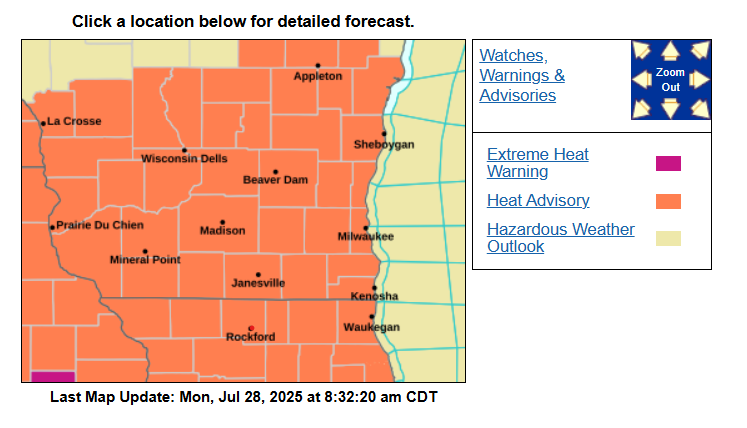 Click a location below for detailed forecast.
Appleton
La Crosse
Sheboygan
Wisconsin Dells
Beaver Dam
Prairie Du Chien
Madison
Milwaukee
Mineral Point
Janesville
Kenosha
Waukegan
Rockford
Last Map Update: Mon, Jul 28, 2025 at 8:32:20 am CDT
Watches,
Warnings &
Advisories
Zoom
Out
Extreme Heat
Warning
Heat Advisory
Hazardous Weather
Outlook